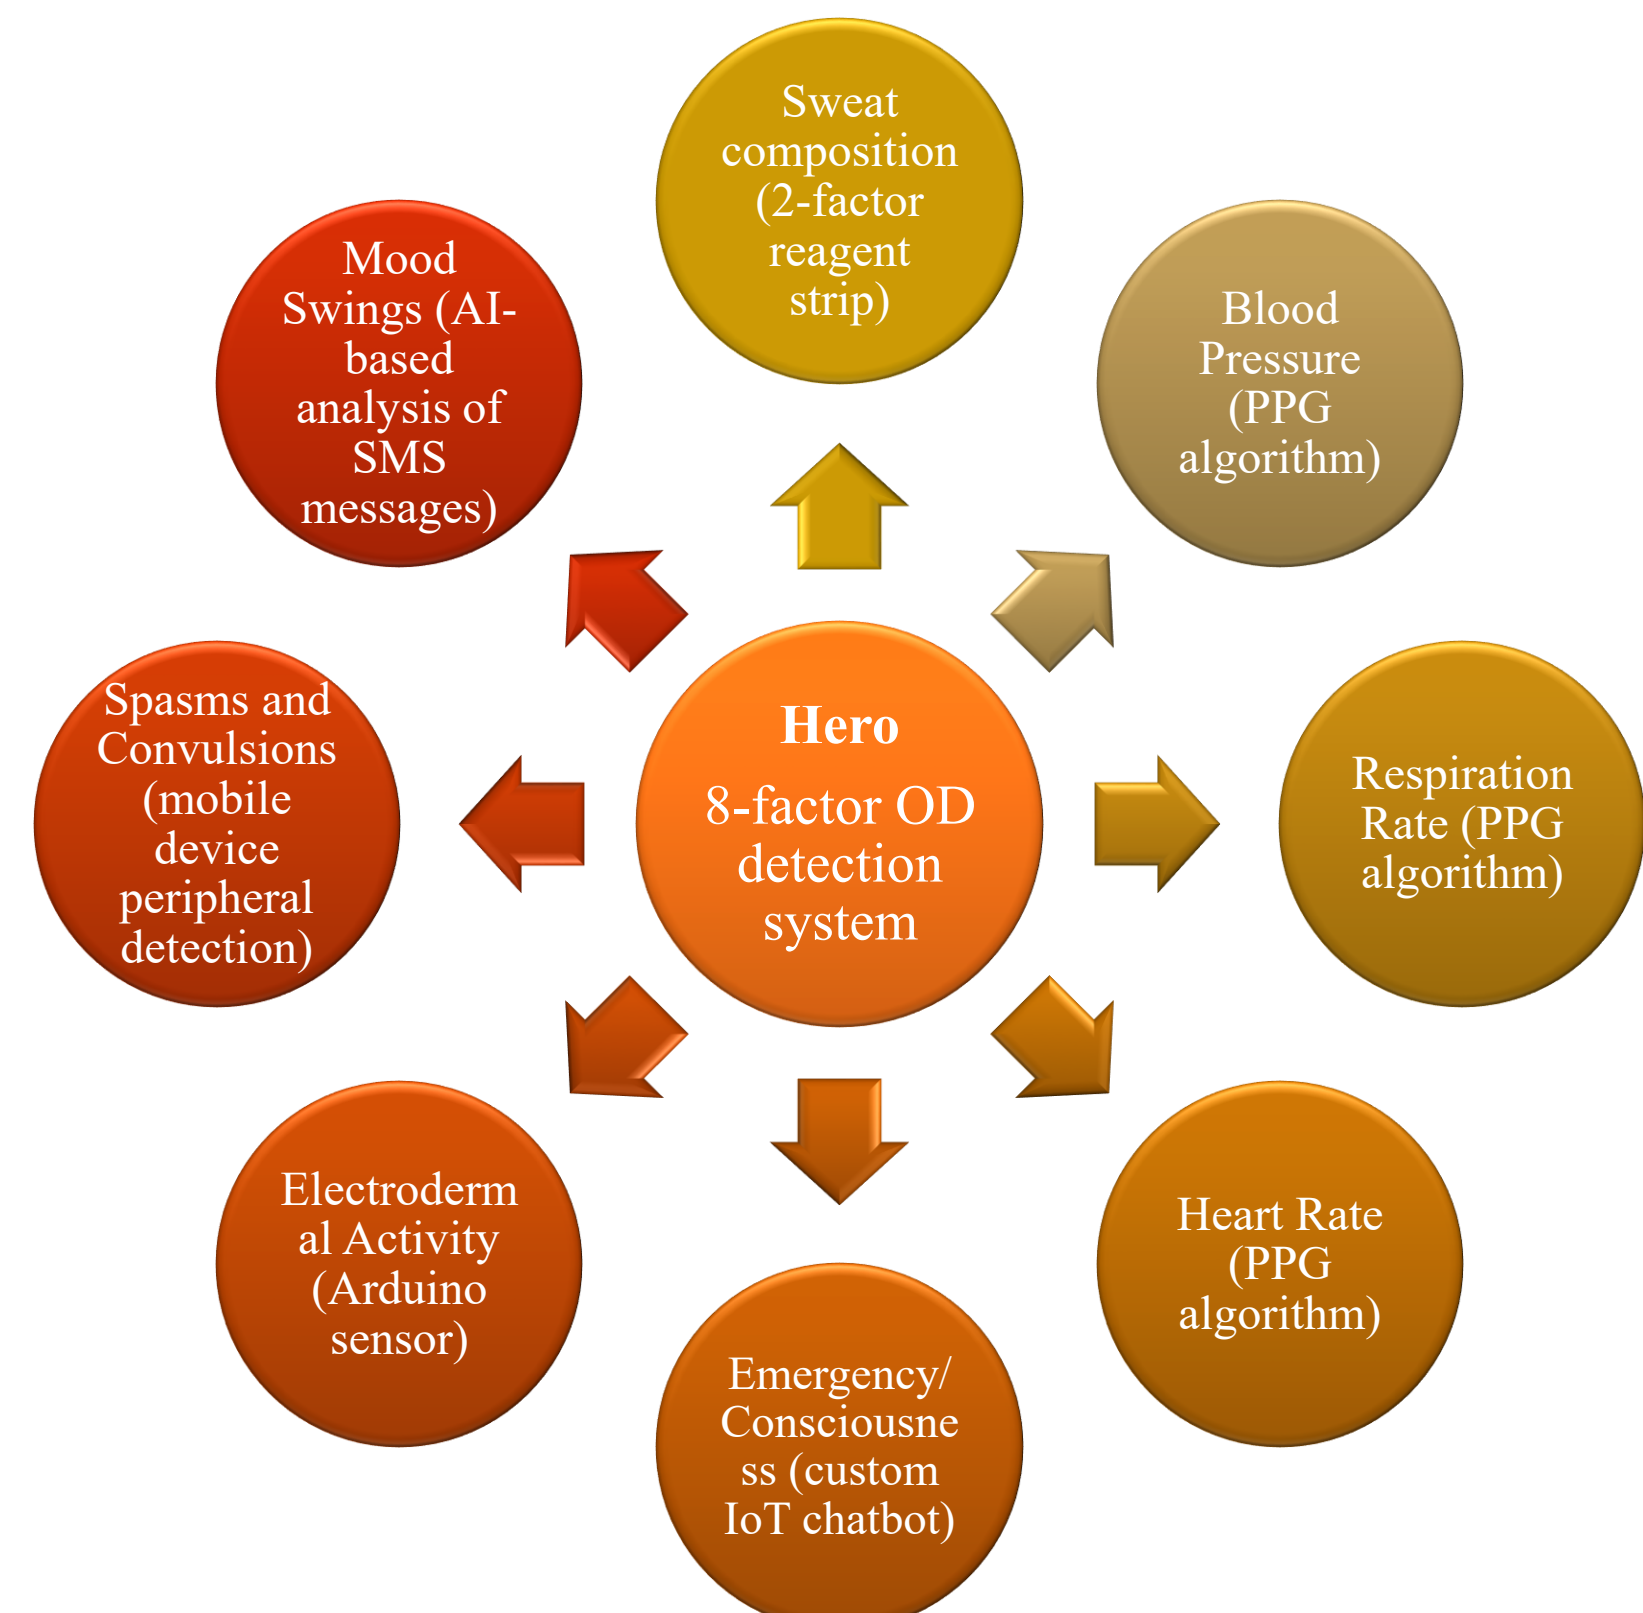 Sweat
composition
(2-factor
reagent
strip)
Mood
Swings (AI-
based
analysis of
SMS
messages)
Blood
Pressure
(PPG
algorithm)
Spasms and
Convulsions
(mobile
device
peripheral
detection)
Hero
8-factor OD
detection
system
Respiration
Rate (PPG
algorithm)
Electroderm
al Activity
(Arduino
sensor)
Heart Rate
(PPG
algorithm)
Emergency/
Consciousne
ss (custom
IoT chatbot)